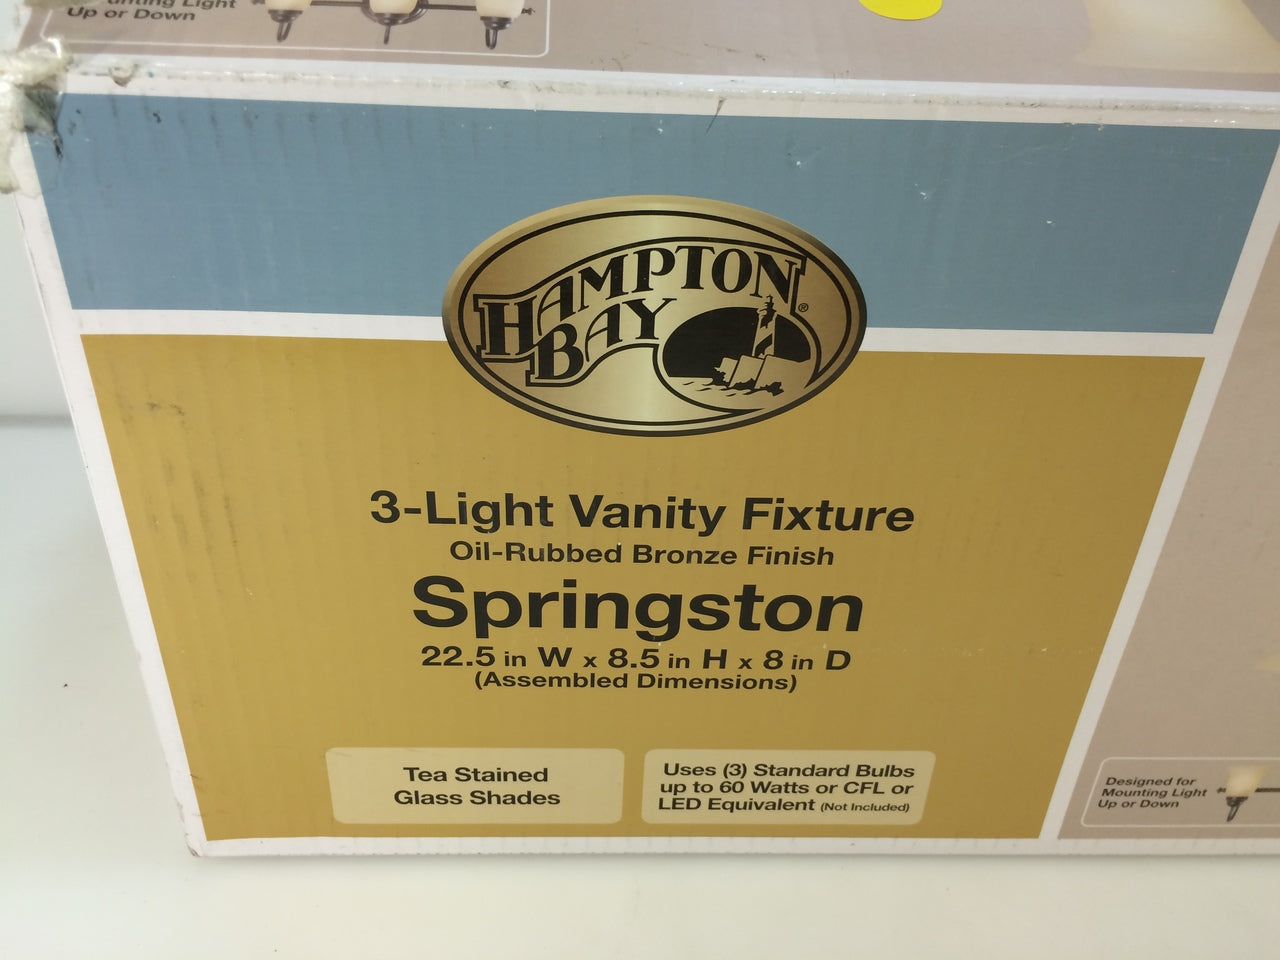 Light
Up or Down
HAMPTON
BAY
®
3-Light Vanity Fixture
Oil-Rubbed Bronze Finish
Springston
22.5 in W x 8.5 in H x 8 in D
(Assembled Dimensions)
Tea Stained
Glass Shades
Uses (3) Standard Bulbs
up to 60 Watts or CFL or
LED Equivalent (Not Included)
Designed for
Mounting Light
Up or Down